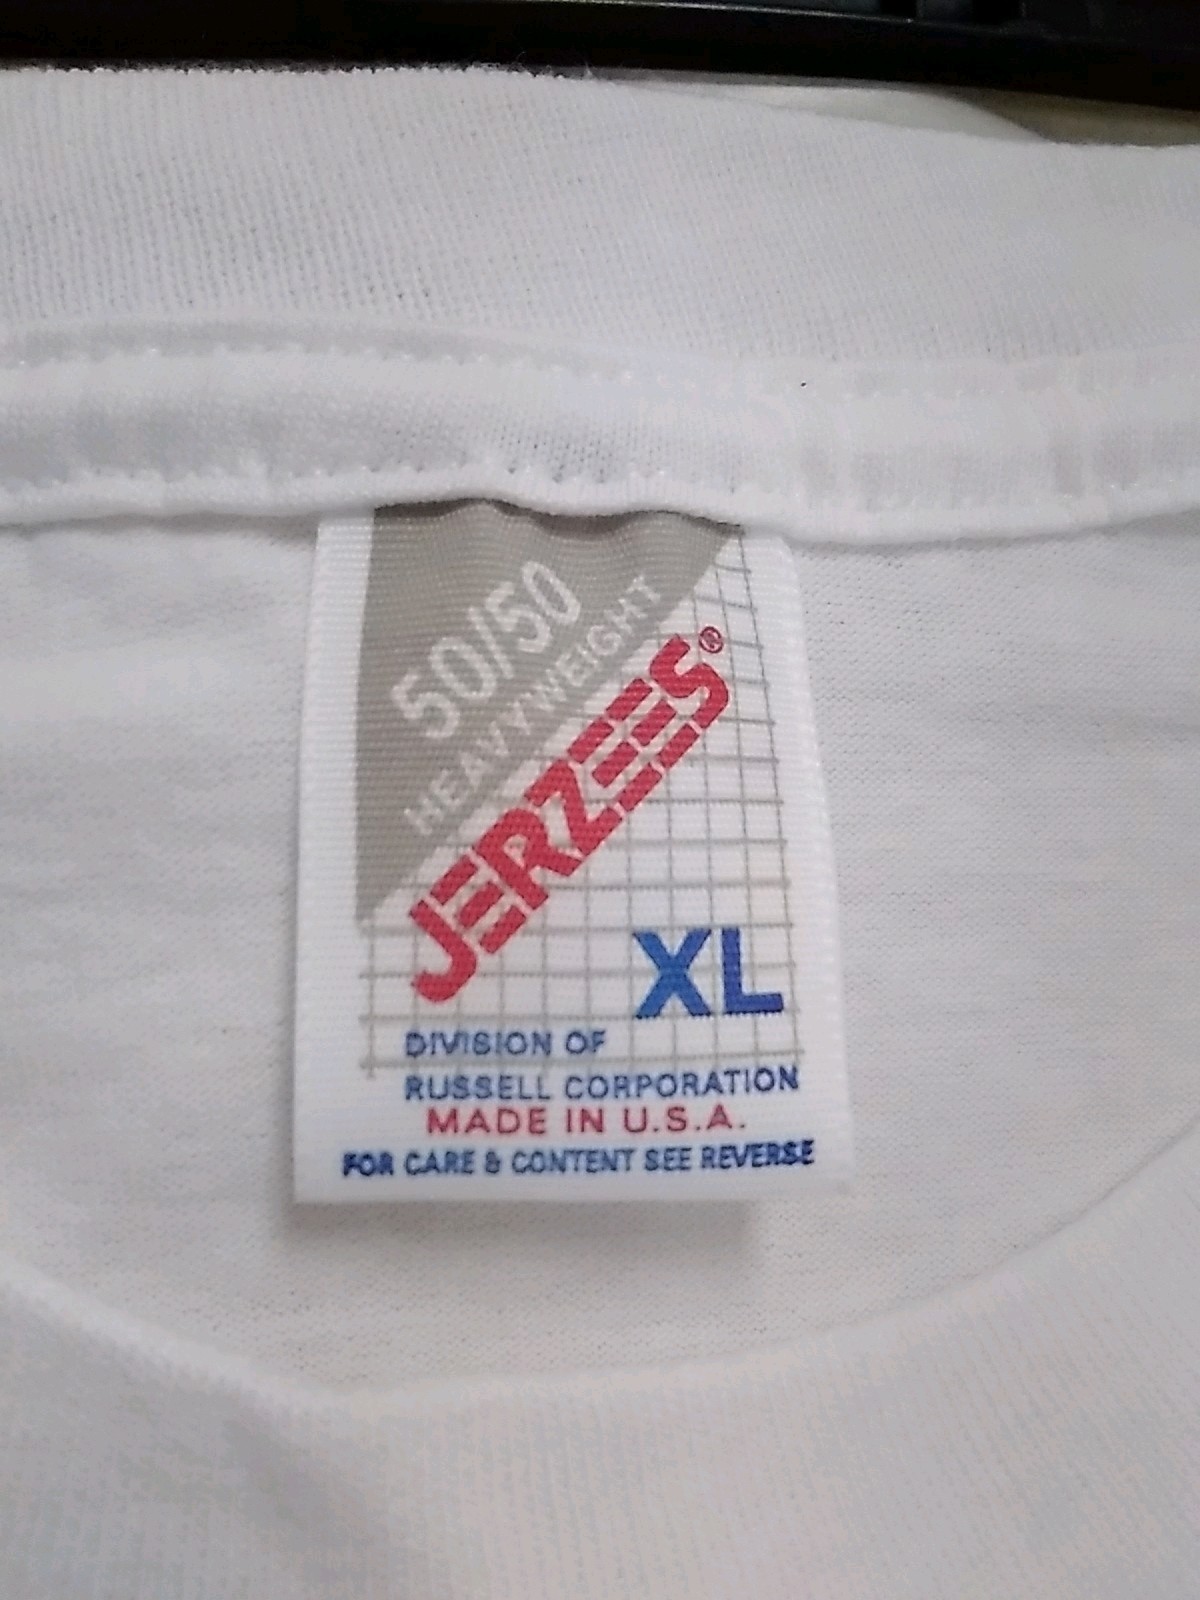 50/50
HEAVYWEIGHT
JERZEES®
XL
DIVISION OF
RUSSELL CORPORATION
MADE IN U.S.A.
FOR CARE & CONTENT SEE REVERSE